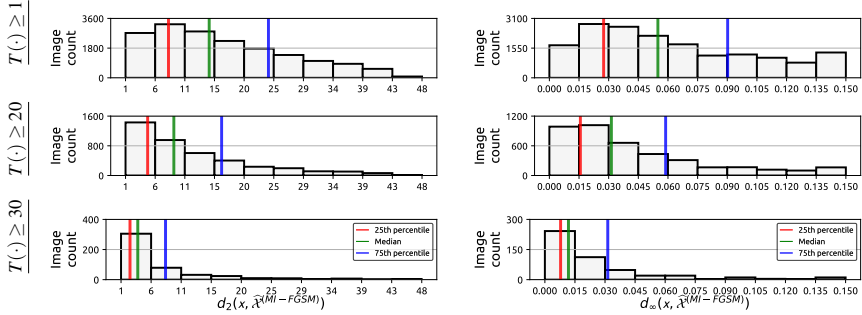 T(·) ≥ 1
Image count
3600
1800
0
1 6 11 15 20 25 29 34 39 43 48
Image count
3100
1550
0
0.000 0.015 0.030 0.045 0.060 0.075 0.090 0.105 0.120 0.135 0.150
T(·) ≥ 20
Image count
1600
800
0
1 6 11 15 20 25 29 34 39 43 48
Image count
1200
600
0
0.000 0.015 0.030 0.045 0.060 0.075 0.090 0.105 0.120 0.135 0.150
T(·) ≥ 30
Image count
400
200
0
25th percentile
Median
75th percentile
1 6 11 15 20 25 29 34 39 43 48
d₂(x, X̂^(MI−FGSM))
Image count
300
150
0
25th percentile
Median
75th percentile
0.000 0.015 0.030 0.045 0.060 0.075 0.090 0.105 0.120 0.135 0.150
d∞(x, X̂^(MI−FGSM))